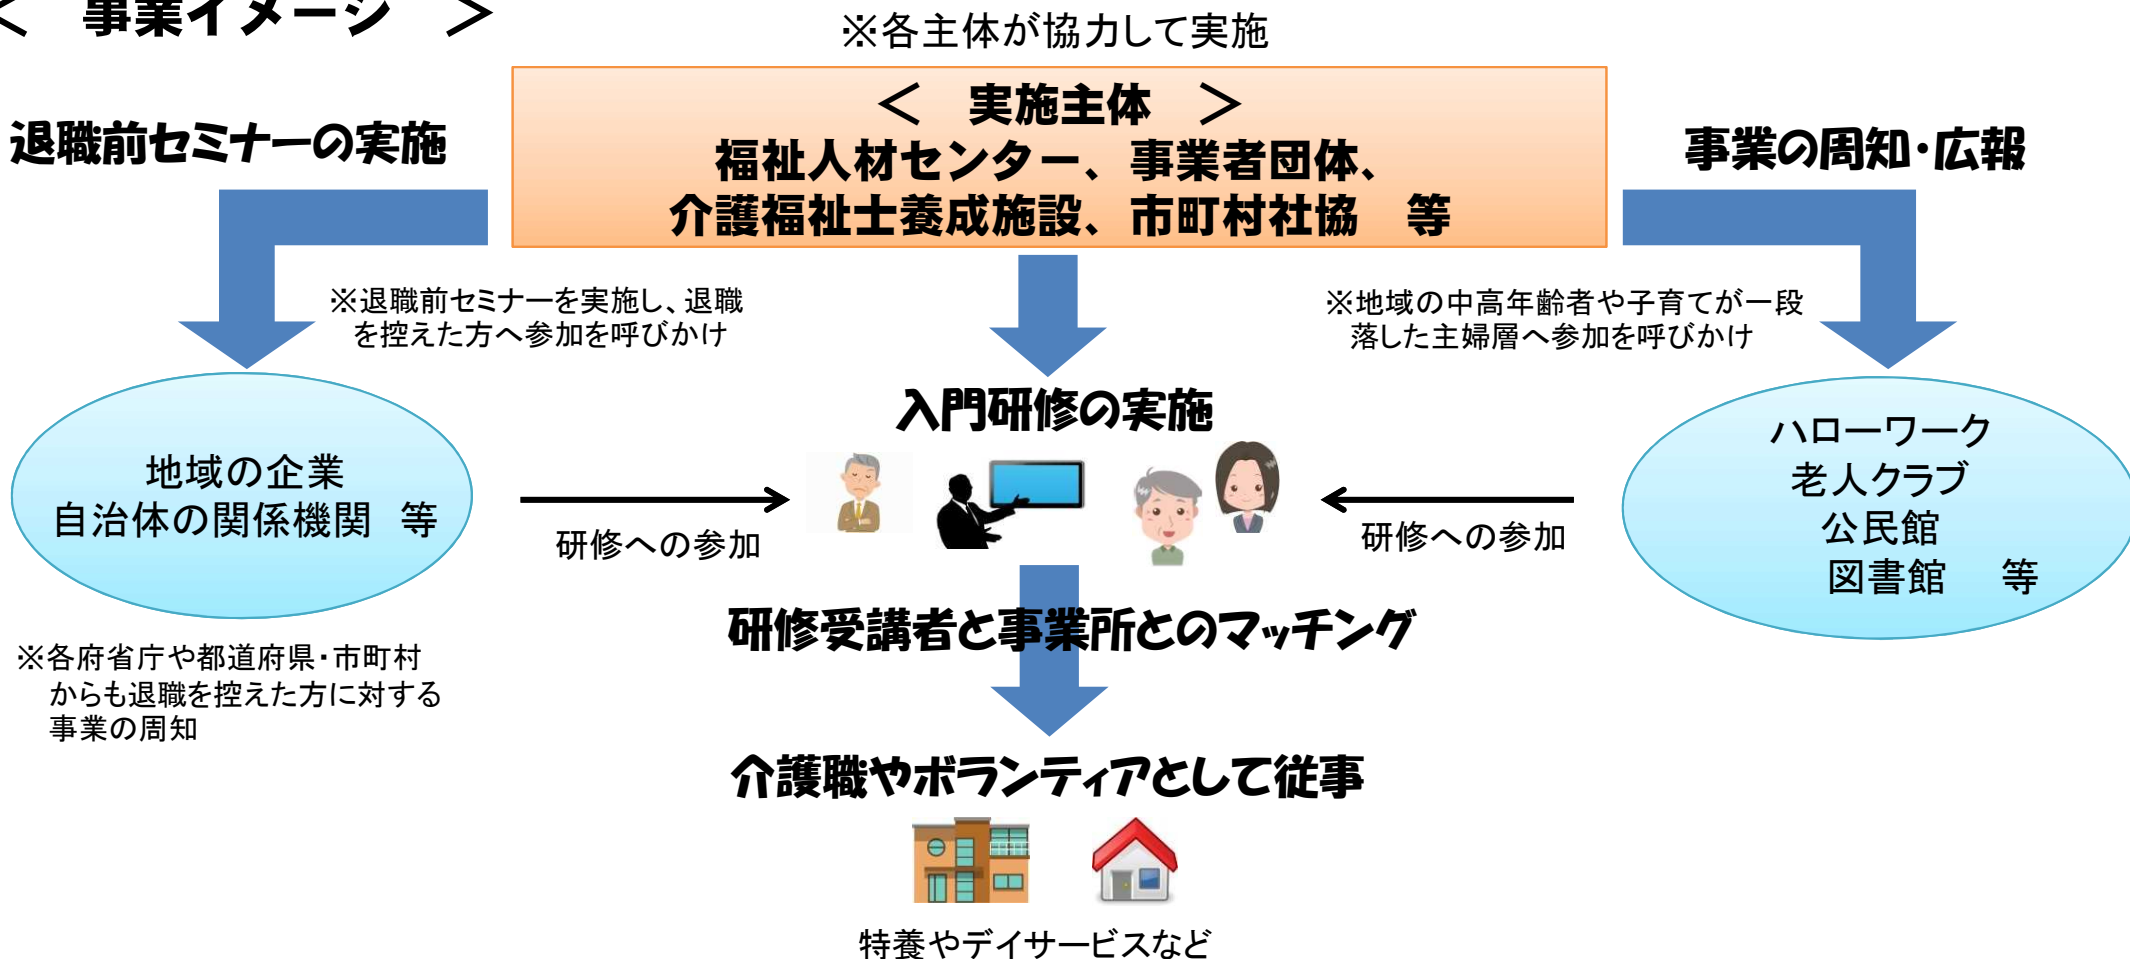 ＜　事業イメージ　＞
※各主体が協力して実施
＜　実施主体　＞
福祉人材センター、事業者団体、
介護福祉士養成施設、市町村社協　等
退職前セミナーの実施
事業の周知・広報
※退職前セミナーを実施し、退職
を控えた方へ参加を呼びかけ
※地域の中高年齢者や子育てが一段
落した主婦層へ参加を呼びかけ
地域の企業
自治体の関係機関　等
入門研修の実施
ハローワーク
老人クラブ
公民館
図書館　等
研修への参加
研修への参加
※各府省庁や都道府県・市町村
からも退職を控えた方に対する
事業の周知
研修受講者と事業所とのマッチング
介護職やボランティアとして従事
特養やデイサービスなど